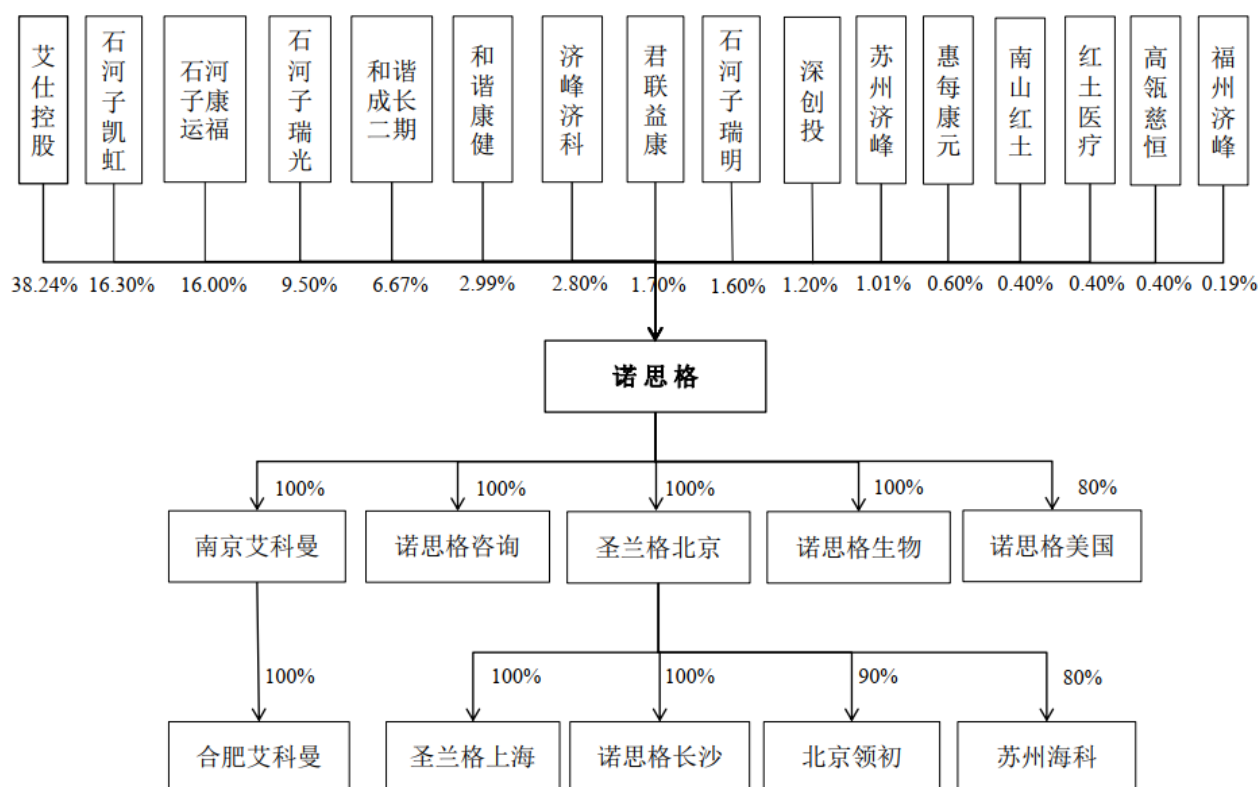 艾仕控股
石河子凯虹
石河
子康
运福
石河子瑞光
和谐
成长
二期
和谐康健
济峰济科
君联益康
石河子瑞明
深创投
苏州济峰
惠每康元
南山红土
红土医疗
高瓴慈恒
福州济峰
38.24%
16.30%
16.00%
9.50%
6.67%
2.99%
2.80%
1.70%
1.60%
1.20%
1.01%
0.60%
0.40%
0.40%
0.40%
0.19%
诺思格
100%
100%
100%
100%
80%
南京艾科曼
诺思格咨询
圣兰格北京
诺思格生物
诺思格美国
100%
100%
100%
90%
80%
合肥艾科曼
圣兰格上海
诺思格长沙
北京领初
苏州海科